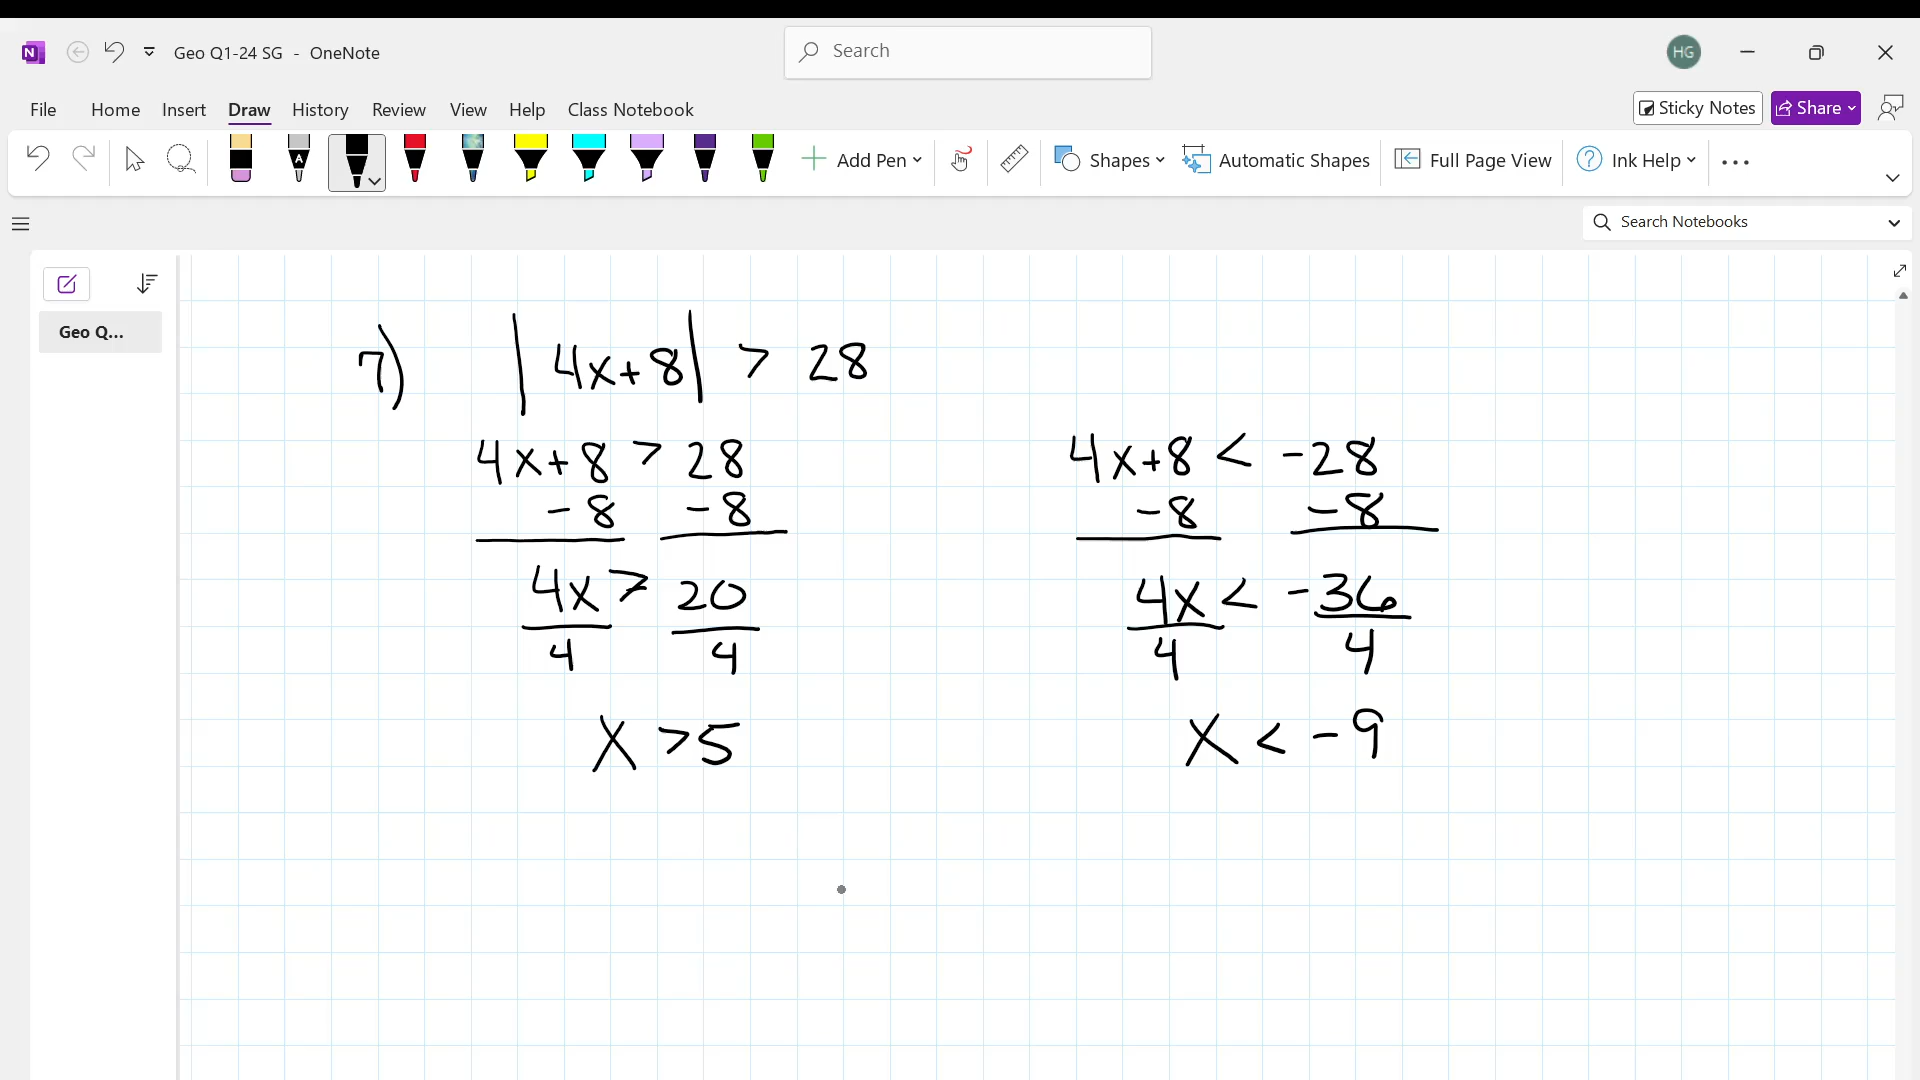 Geo Q1-24 SG - OneNote
Search
HG
File Home Insert Draw History Review View Help Class Notebook
Sticky Notes Share
A
Add Pen Shapes Automatic Shapes Full Page View Ink Help
Search Notebooks
Geo Q...
7) |4x+8| > 28
4x+8 > 28 4x+8 < -28
-8 -8 -8 -8
4x > 20 4x < -36
4 4 4 4
x > 5 x < -9